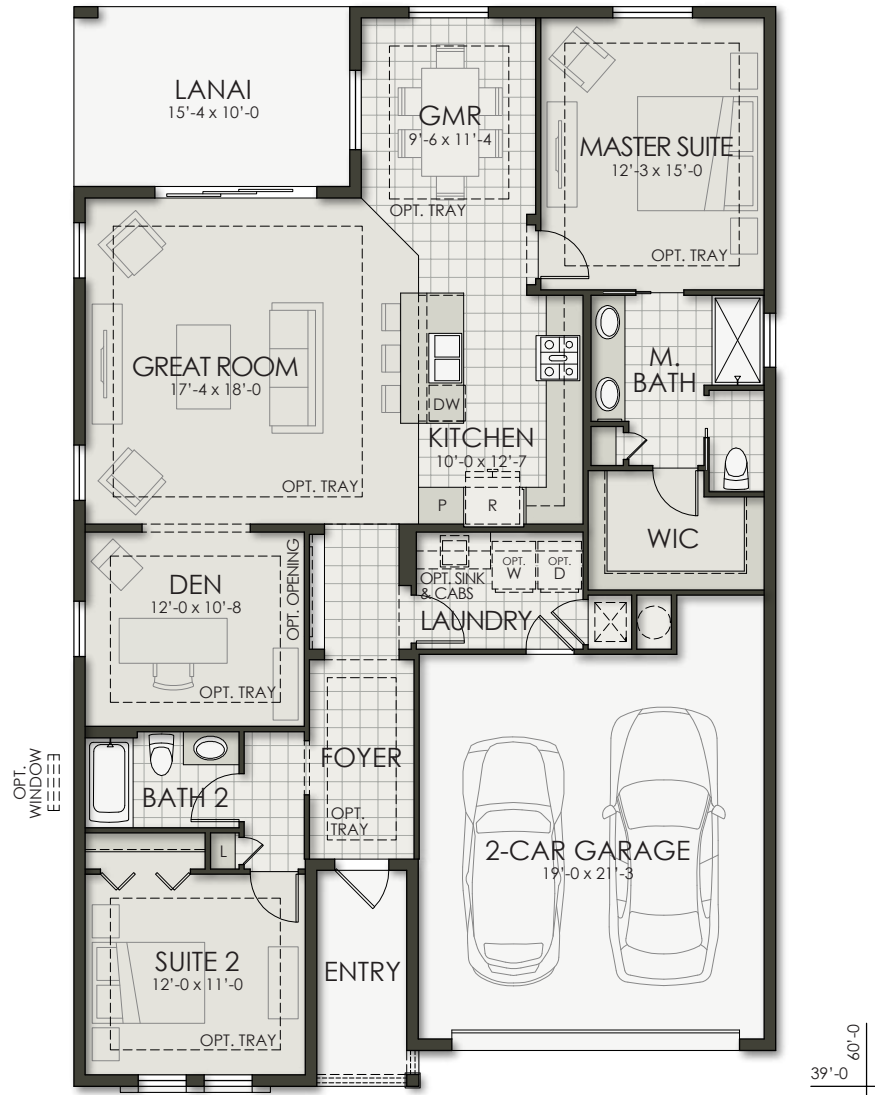 LANAI
15'-4 x 10'-0
GMR
9'-6 x 11'-4
OPT. TRAY
MASTER SUITE
12'-3 x 15'-0
OPT. TRAY
GREAT ROOM
17'-4 x 18'-0
OPT. TRAY
DW
KITCHEN
10'-0 x 12'-7
P
R
M.
BATH
WIC
DEN
12'-0 x 10'-8
OPT. TRAY
OPT. OPENING
OPT. SINK
& CABS
OPT.
W
OPT.
D
LAUNDRY
FOYER
OPT.
TRAY
OPT.
WINDOW
BATH 2
L
2-CAR GARAGE
19'-0 x 21'-3
SUITE 2
12'-0 x 11'-0
OPT. TRAY
ENTRY
39'-0
60'-0